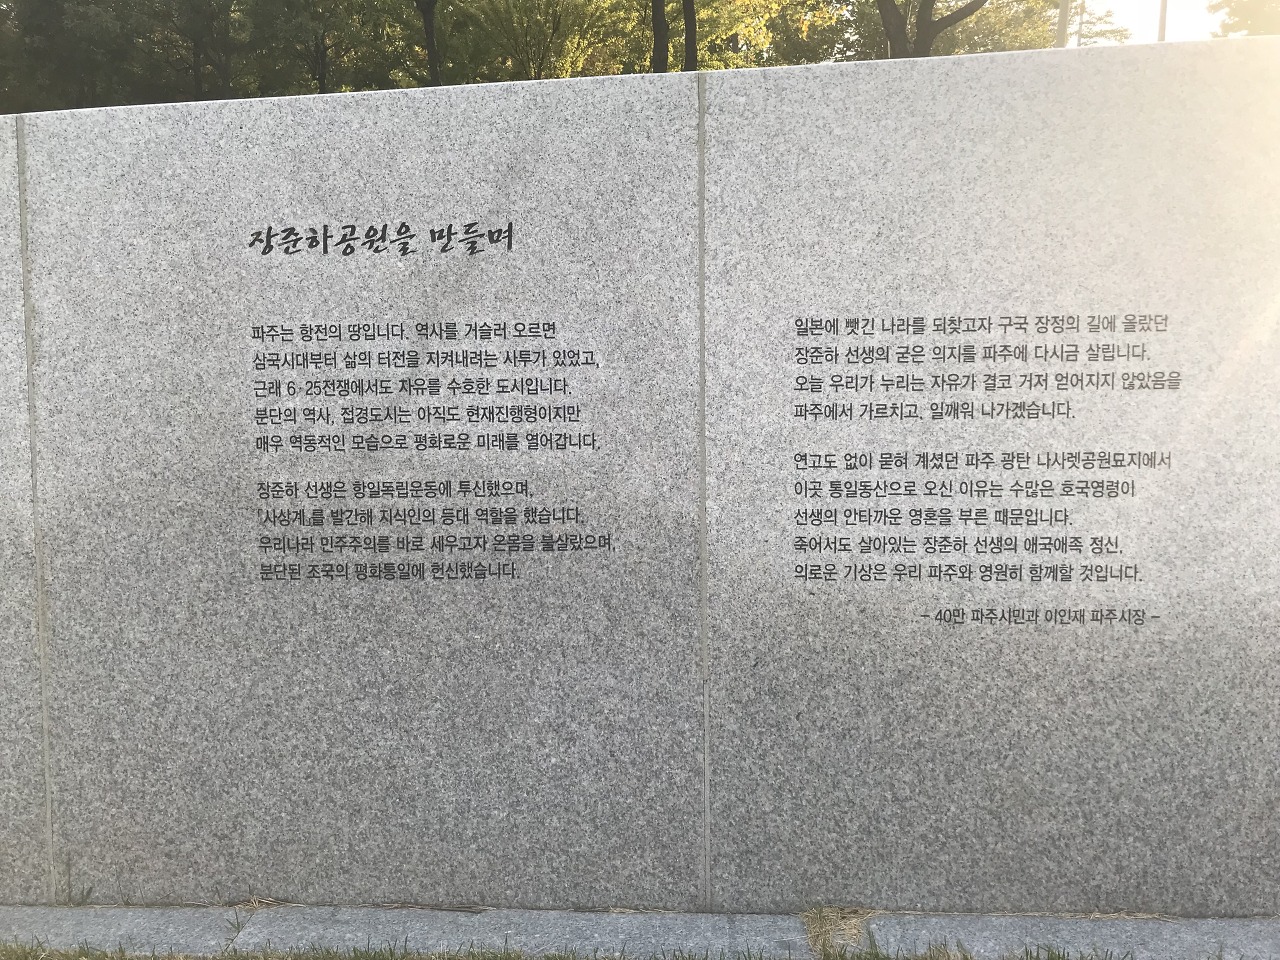 장준하공원을 만들며
파주는 항전의 땅입니다. 역사를 거슬러 오르면
삼국시대부터 삶의 터전을 지켜내려는 사투가 있었고,
근래 6·25전쟁에서도 자유를 수호한 도시입니다.
분단의 역사, 접경도시는 아직도 현재진행형이지만
매우 역동적인 모습으로 평화로운 미래를 열어갑니다.
장준하 선생은 항일독립운동에 투신했으며,
「사상계」를 발간해 지식인의 등대 역할을 했습니다.
우리나라 민주주의를 바로 세우고자 온몸을 불살랐으며,
분단된 조국의 평화통일에 헌신했습니다.
일본에 뺏긴 나라를 되찾고자 구국 장정의 길에 올랐던
장준하 선생의 굳은 의지를 파주에 다시금 살립니다.
오늘 우리가 누리는 자유가 결코 거저 얻어지지 않았음을
파주에서 가르치고, 일깨워 나가겠습니다.
연고도 없이 묻혀 계셨던 파주 광탄 나사렛공원묘지에서
이곳 통일동산으로 오신 이유는 수많은 호국영령이
선생의 안타까운 영혼을 부른 때문입니다.
죽어서도 살아있는 장준하 선생의 애국애족 정신,
의로운 기상은 우리 파주와 영원히 함께할 것입니다.
– 40만 파주시민과 이인재 파주시장 –